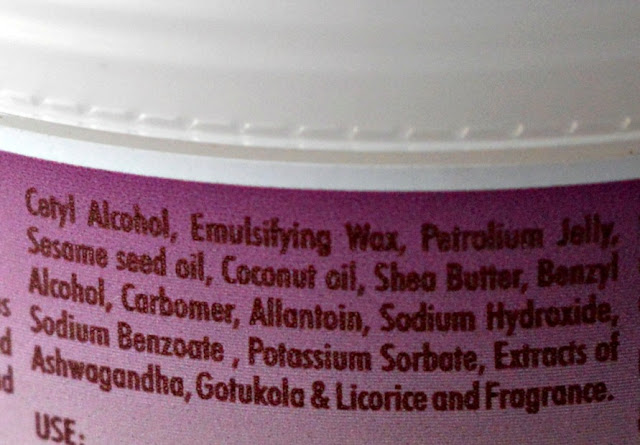 Cetyl Alcohol, Emulsifying Wax, Petrolium Jelly,
Sesame seed oil, Coconut oil, Shea Butter, Benzyl
Alcohol, Carbomer, Allantoin, Sodium Hydroxide,
Sodium Benzoate , Potassium Sorbate, Extracts of
Ashwagandha, Gotukola & Licorice and Fragrance.
USE: